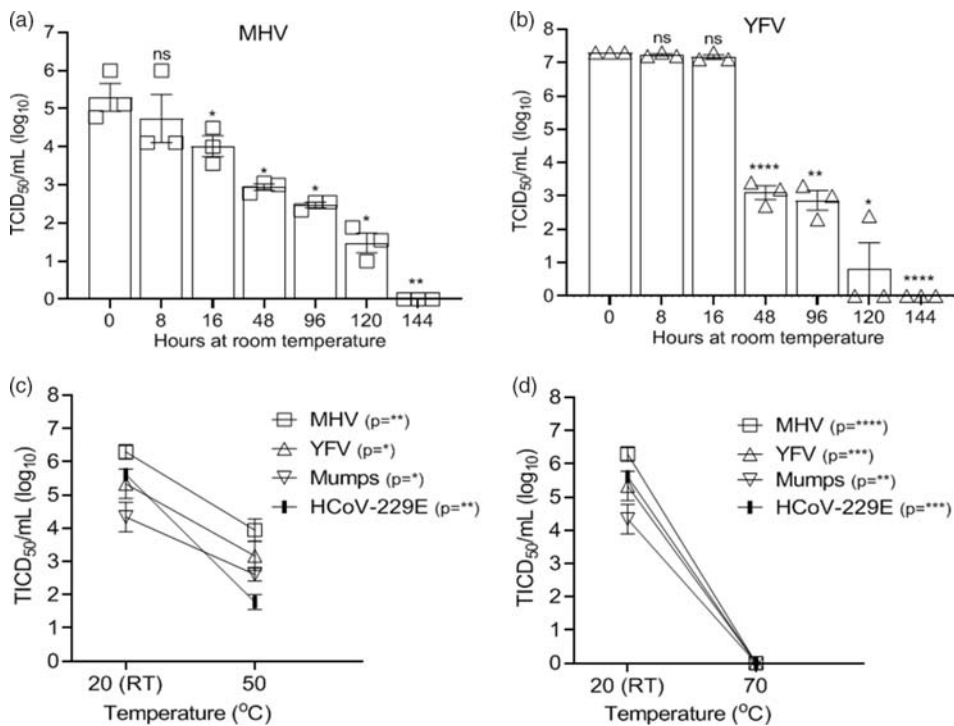 (a)
MHV
TCID50/mL (log10)
7
6
5
4
3
2
1
0
ns
*
*
*
*
**
0 8 16 48 96 120 144
Hours at room temperature
(b)
YFV
TCID50/mL (log10)
8
7
6
5
4
3
2
1
0
ns
ns
****
**
*
****
0 8 16 48 96 120 144
Hours at room temperature
(c)
TICD50/mL (log10)
8
7
6
5
4
3
2
1
0
MHV (p=**)
YFV (p=*)
Mumps (p=*)
HCoV-229E (p=**)
20 (RT) 50
Temperature (oC)
(d)
TICD50/mL (log10)
8
7
6
5
4
3
2
1
0
MHV (p=****)
YFV (p=***)
Mumps (p=**)
HCoV-229E (p=***)
20 (RT) 70
Temperature (oC)